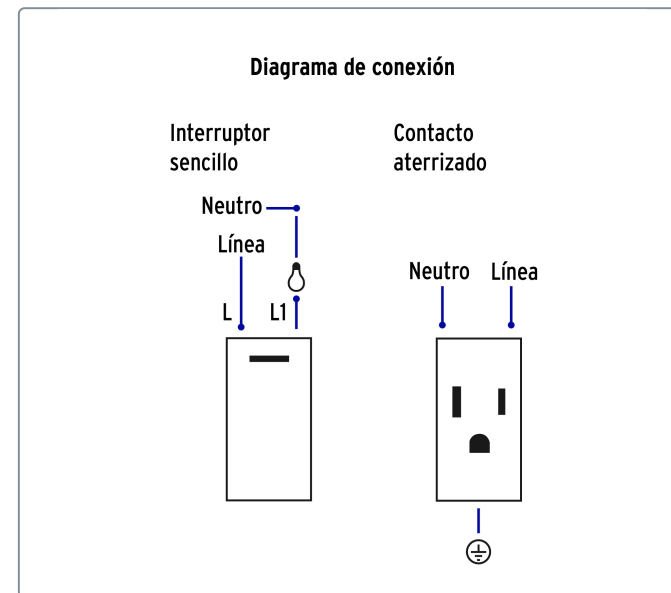 Diagrama de conexión
Interruptor
sencillo
Neutro
Línea
L
L1
Contacto
aterrizado
Neutro
Línea